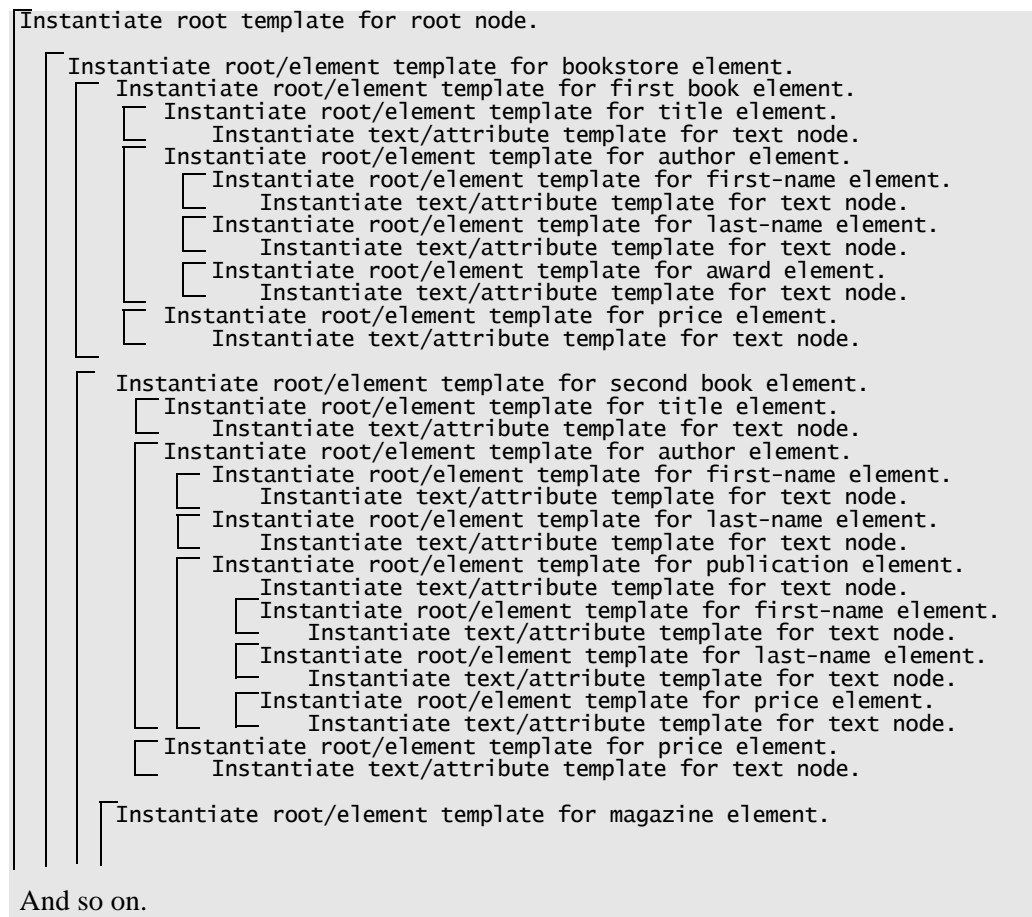 Instantiate root template for root node.
Instantiate root/element template for bookstore element.
Instantiate root/element template for first book element.
Instantiate root/element template for title element.
Instantiate text/attribute template for text node.
Instantiate root/element template for author element.
Instantiate root/element template for first-name element.
Instantiate text/attribute template for text node.
Instantiate root/element template for last-name element.
Instantiate text/attribute template for text node.
Instantiate root/element template for award element.
Instantiate text/attribute template for text node.
Instantiate root/element template for price element.
Instantiate text/attribute template for text node.
Instantiate root/element template for second book element.
Instantiate root/element template for title element.
Instantiate text/attribute template for text node.
Instantiate root/element template for author element.
Instantiate root/element template for first-name element.
Instantiate text/attribute template for text node.
Instantiate root/element template for last-name element.
Instantiate text/attribute template for text node.
Instantiate root/element template for publication element.
Instantiate text/attribute template for text node.
Instantiate root/element template for first-name element.
Instantiate text/attribute template for text node.
Instantiate root/element template for last-name element.
Instantiate text/attribute template for text node.
Instantiate root/element template for price element.
Instantiate text/attribute template for text node.
Instantiate root/element template for price element.
Instantiate text/attribute template for text node.
Instantiate root/element template for magazine element.
And so on.